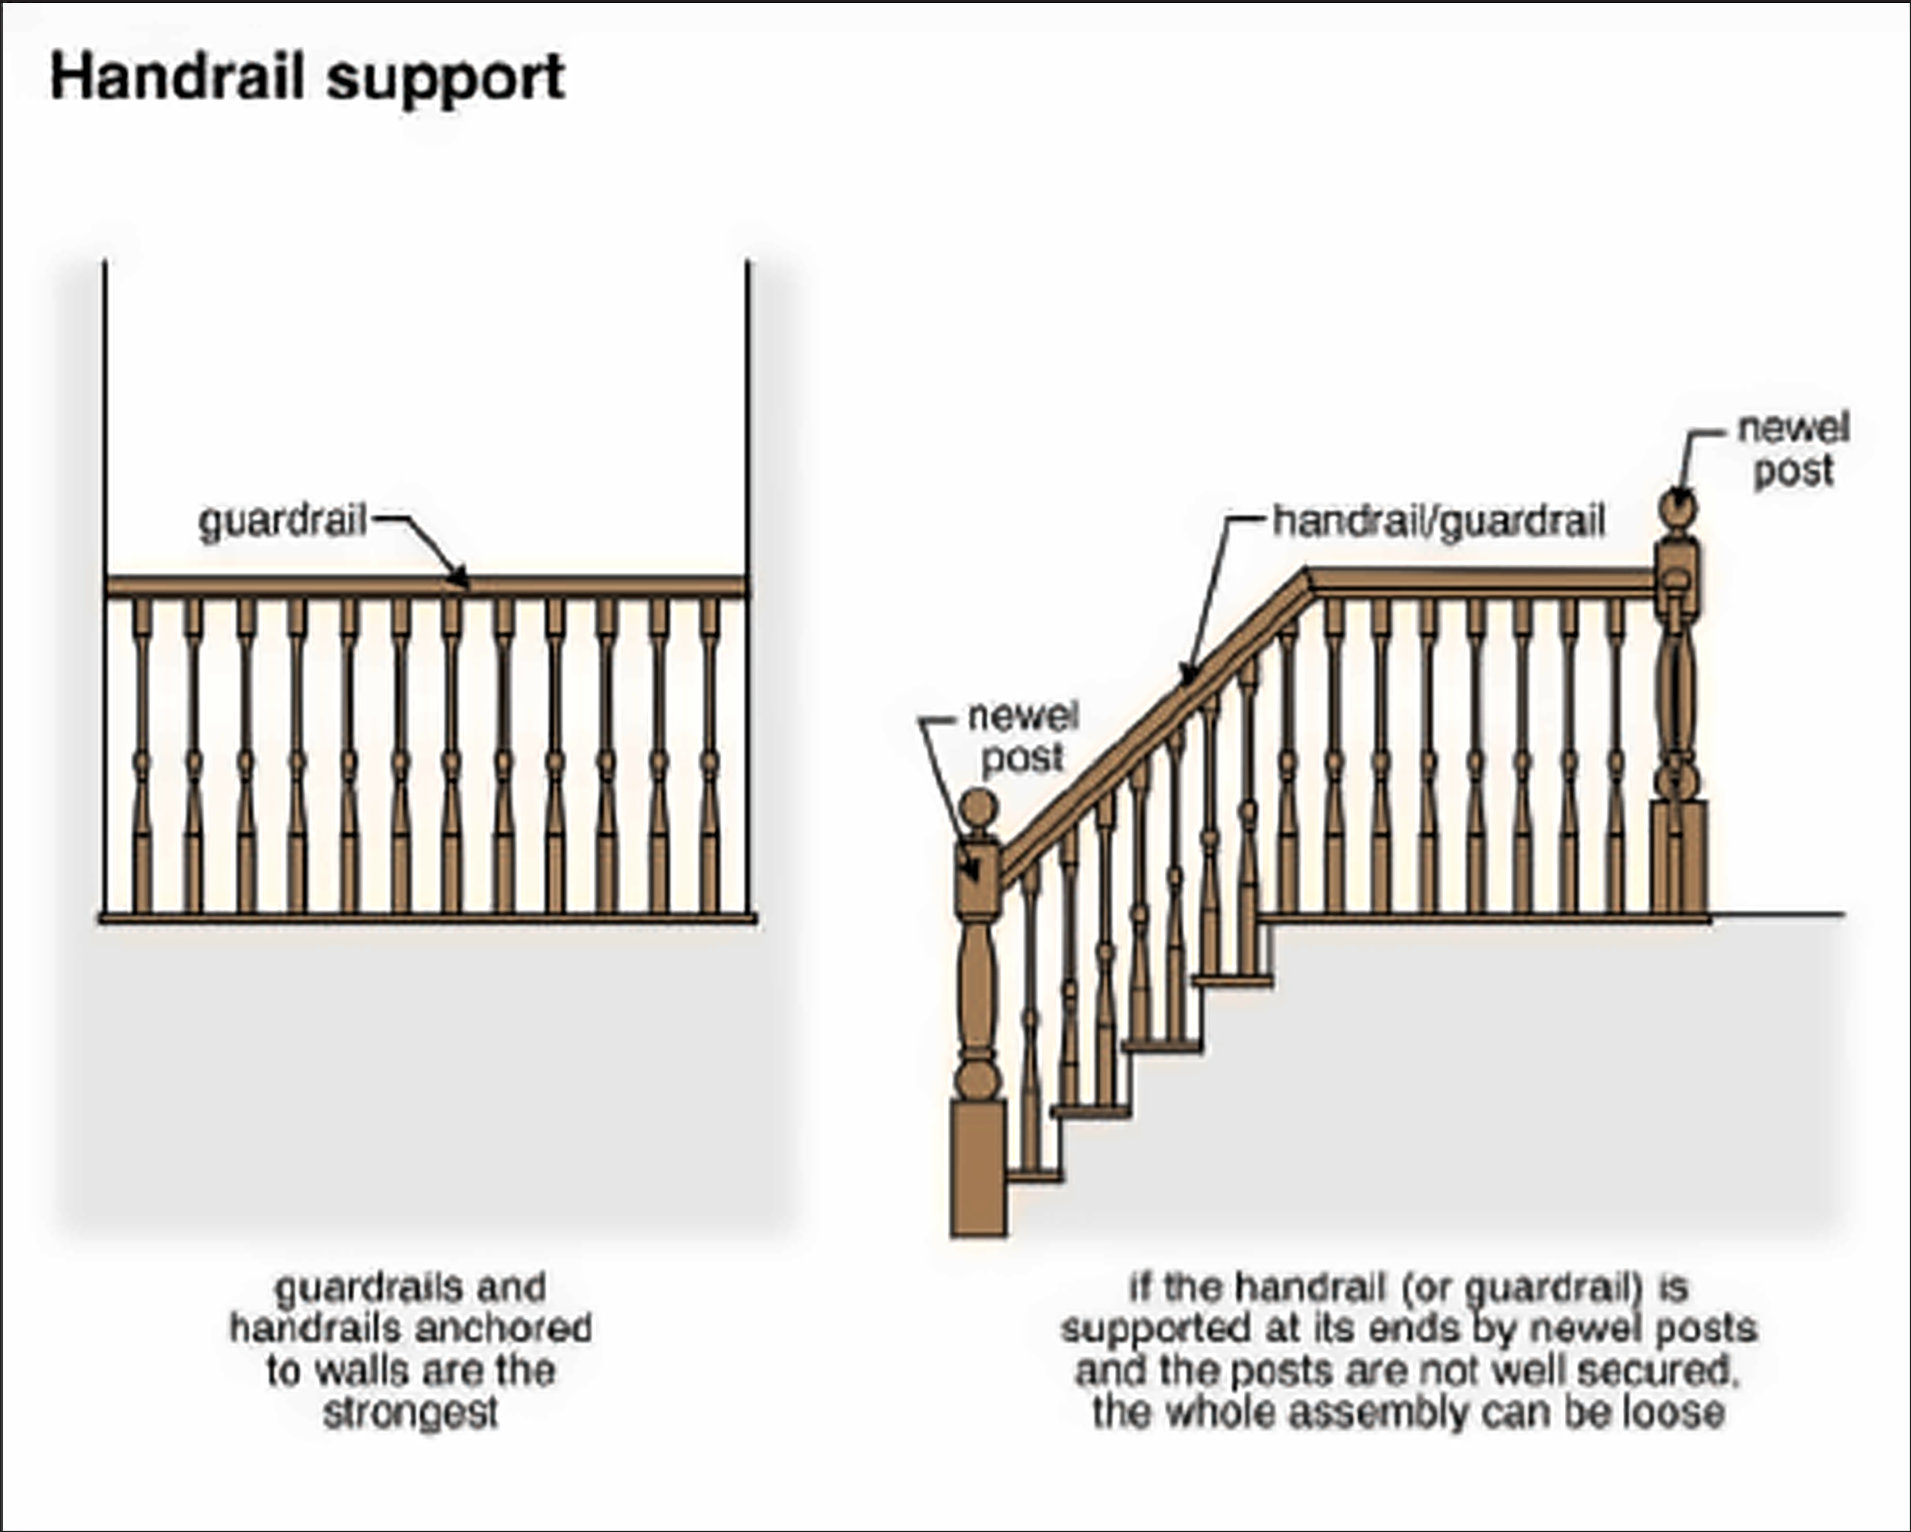 Handrail support
guardrail
guardrails and
handrails anchored
to walls are the
strongest
newel
post
handrail/guardrail
newel
post
if the handrail (or guardrail) is
supported at its ends by newel posts
and the posts are not well secured,
the whole assembly can be loose